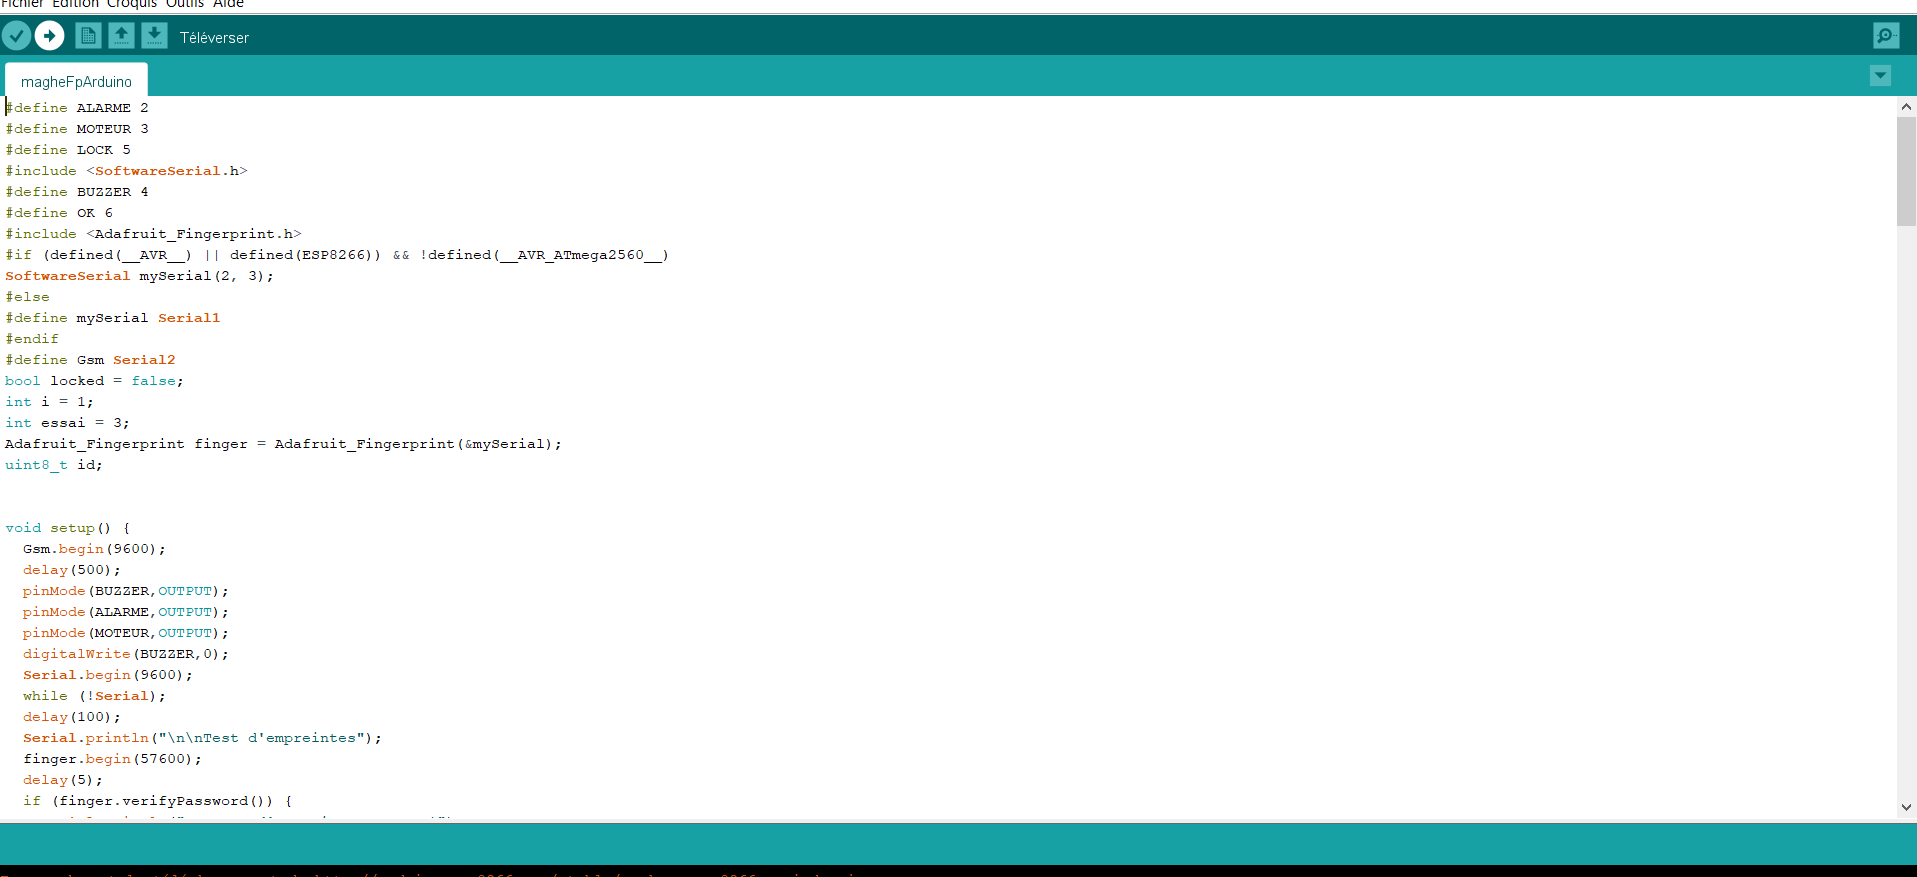 Fichier Edition Croquis Outils Aide
Téléverser
magheFpArduino
#define ALARME 2
#define MOTEUR 3
#define LOCK 5
#include <SoftwareSerial.h>
#define BUZZER 4
#define OK 6
#include <Adafruit_Fingerprint.h>
#if (defined(__AVR__) || defined(ESP8266)) && !defined(__AVR_ATmega2560__)
SoftwareSerial mySerial(2, 3);
#else
#define mySerial Serial1
#endif
#define Gsm Serial2
bool locked = false;
int i = 1;
int essai = 3;
Adafruit_Fingerprint finger = Adafruit_Fingerprint(&mySerial);
uint8_t id;
void setup() {
  Gsm.begin(9600);
  delay(500);
  pinMode(BUZZER,OUTPUT);
  pinMode(ALARME,OUTPUT);
  pinMode(MOTEUR,OUTPUT);
  digitalWrite(BUZZER,0);
  Serial.begin(9600);
  while (!Serial);
  delay(100);
  Serial.println("\n\nTest d'empreintes");
  finger.begin(57600);
  delay(5);
  if (finger.verifyPassword()) {